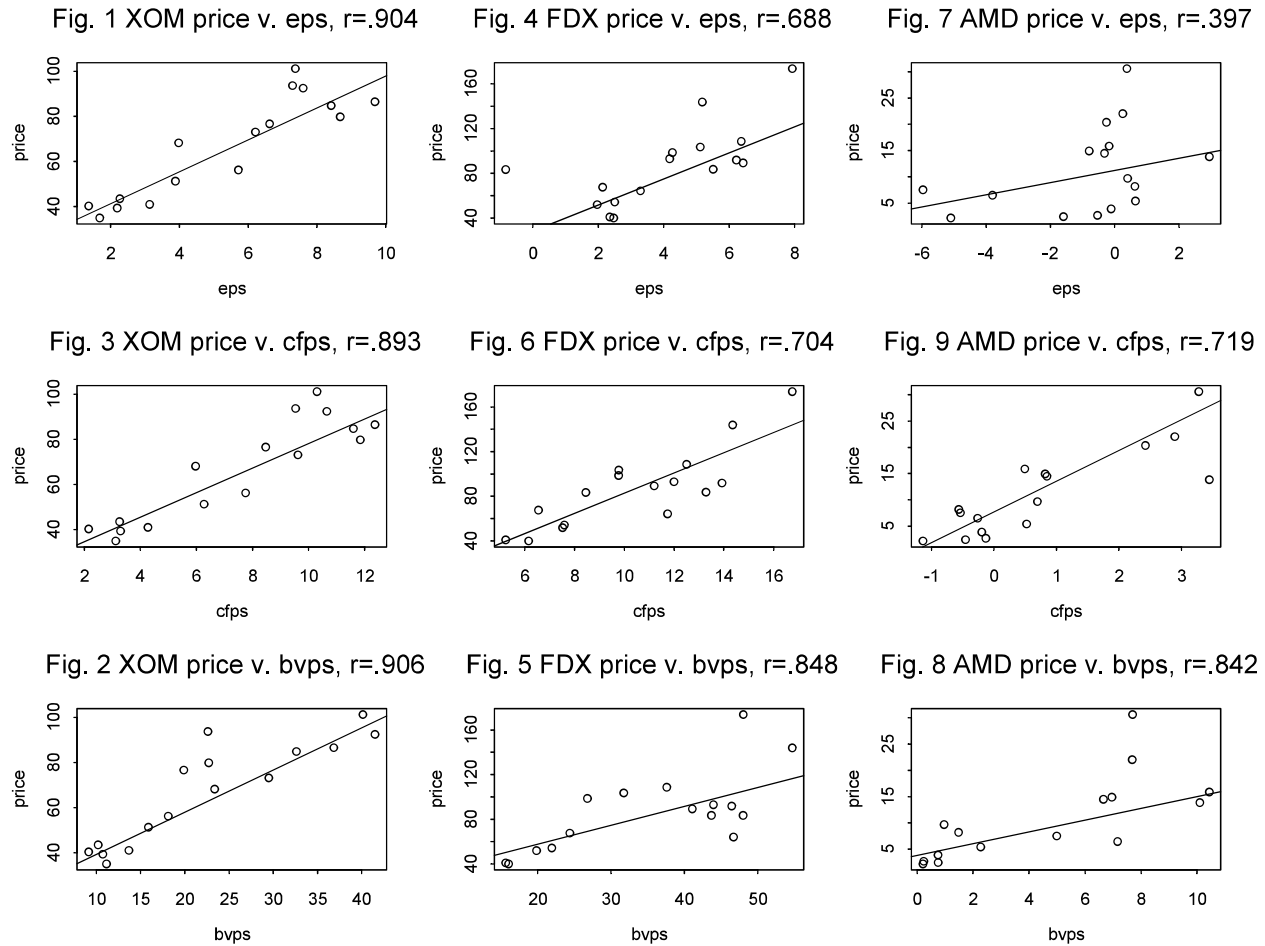 Fig. 1 XOM price v. eps, r=.904
price
40 60 80 100
2 4 6 8 10
eps
Fig. 4 FDX price v. eps, r=.688
price
40 80 120 160
0 2 4 6 8
eps
Fig. 7 AMD price v. eps, r=.397
price
5 15 25
-6 -4 -2 0 2
eps
Fig. 3 XOM price v. cfps, r=.893
price
40 60 80 100
2 4 6 8 10 12
cfps
Fig. 6 FDX price v. cfps, r=.704
price
40 80 120 160
6 8 10 12 14 16
cfps
Fig. 9 AMD price v. cfps, r=.719
price
5 15 25
-1 0 1 2 3
cfps
Fig. 2 XOM price v. bvps, r=.906
price
40 60 80 100
10 15 20 25 30 35 40
bvps
Fig. 5 FDX price v. bvps, r=.848
price
40 80 120 160
20 30 40 50
bvps
Fig. 8 AMD price v. bvps, r=.842
price
5 15 25
0 2 4 6 8 10
bvps